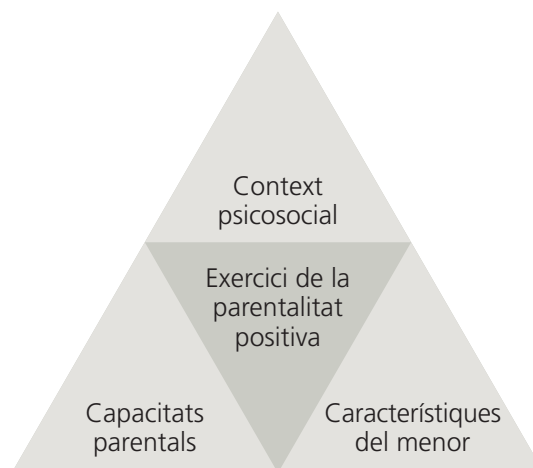 Context
psicosocial
Exercici de la
parentalitat
positiva
Capacitats
parentals
Característiques
del menor